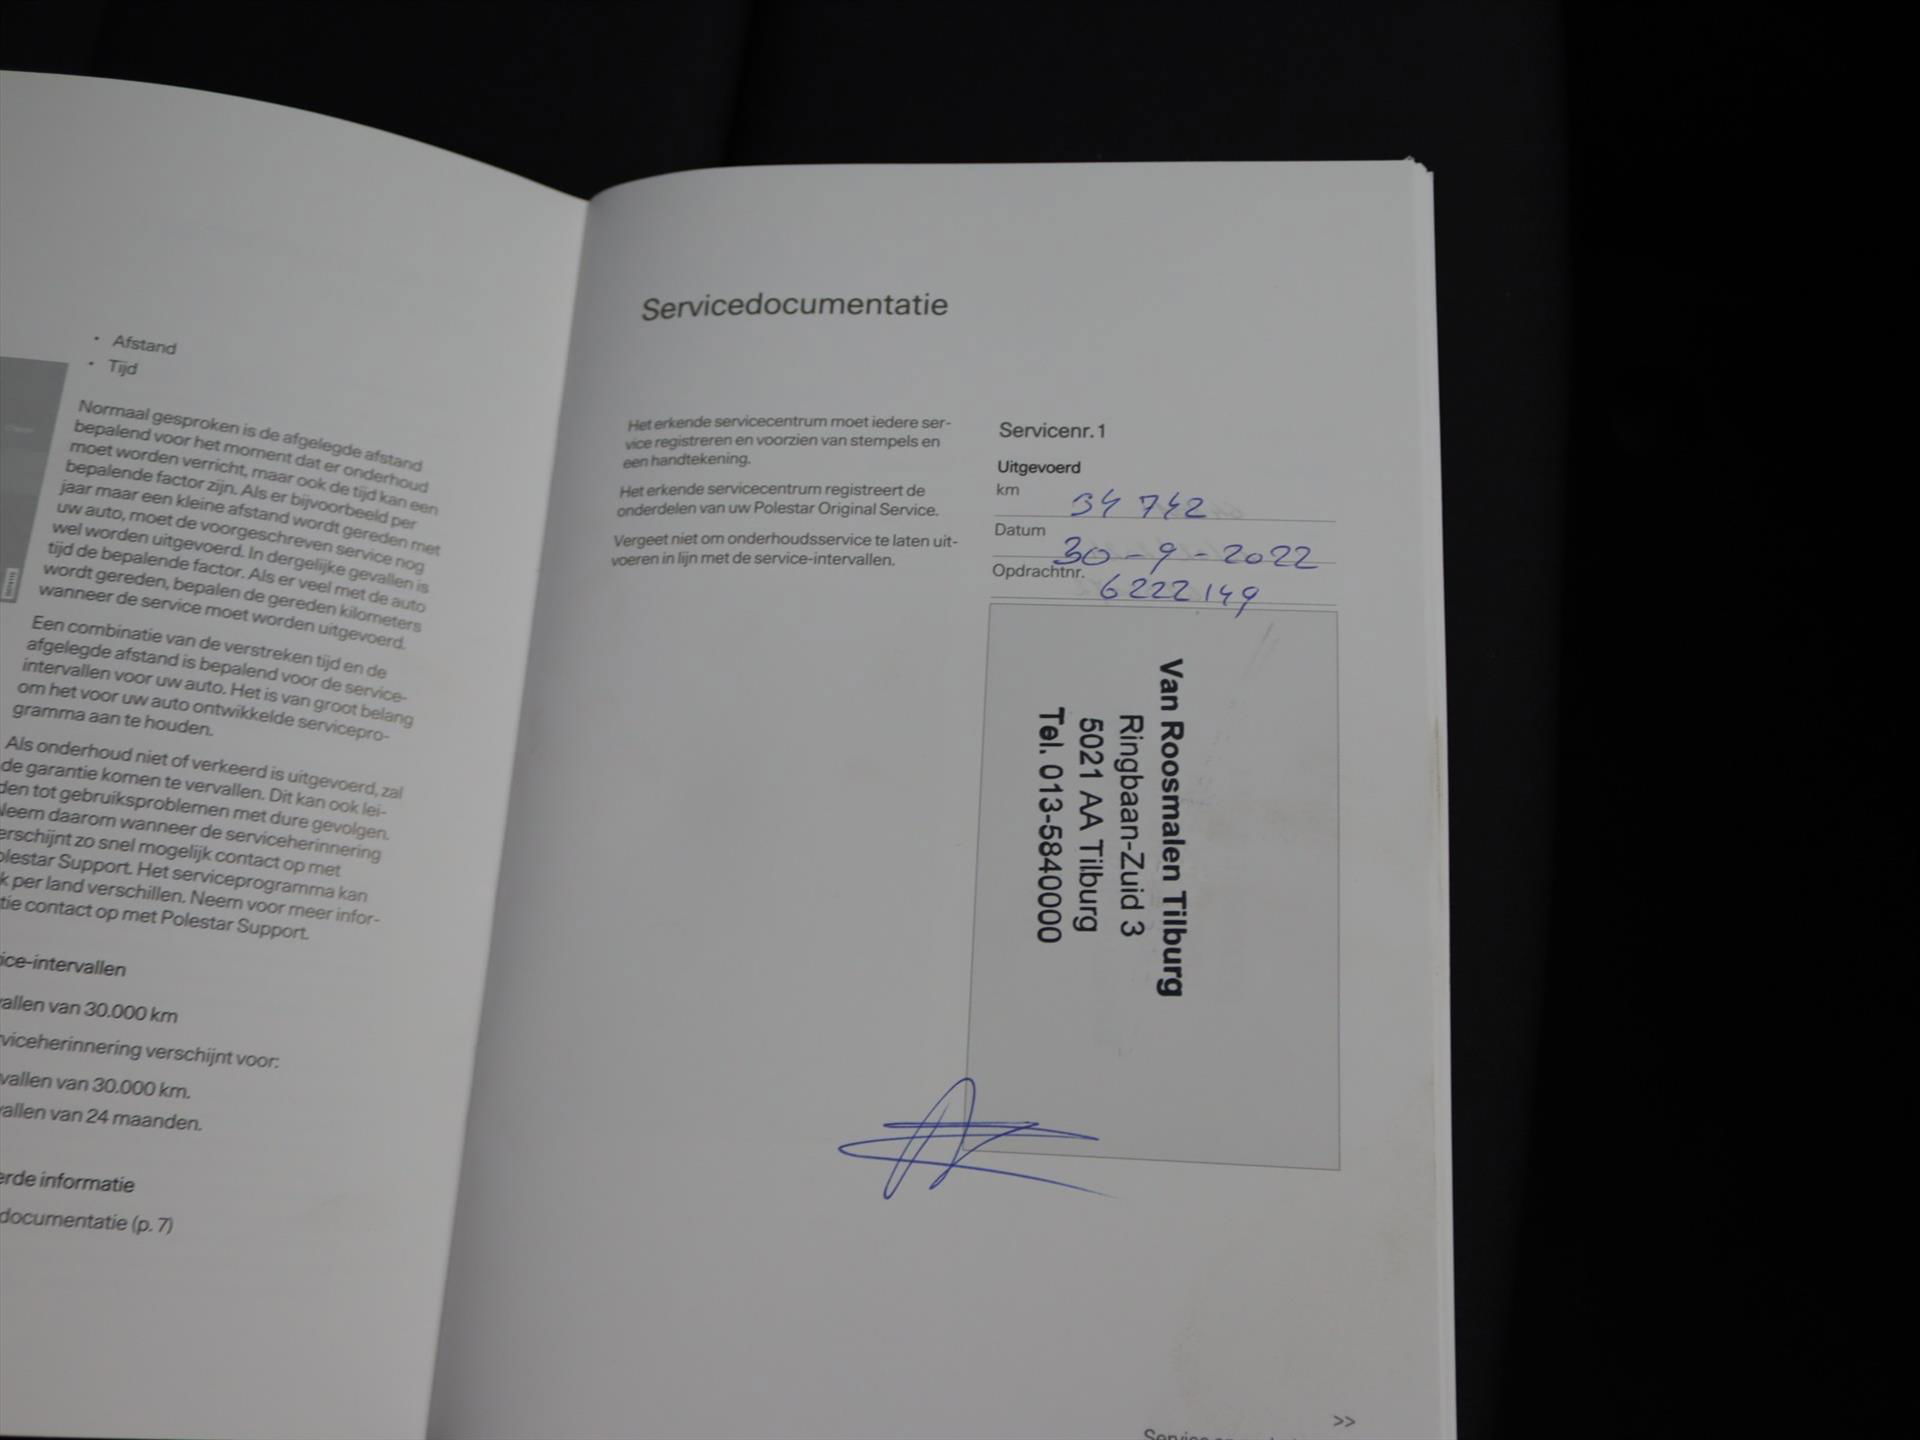 • Afstand
• Tijd
Normaal gesproken is de afgelegde afstand
bepalend voor het moment dat er onderhoud
moet worden verricht, maar ook de tijd kan een
bepalende factor zijn. Als er bijvoorbeeld per
jaar maar een kleine afstand wordt gereden met
uw auto, moet de voorgeschreven service nog
wel worden uitgevoerd. In dergelijke gevallen is
tijd de bepalende factor. Als er veel met de auto
wordt gereden, bepalen de gereden kilometers
wanneer de service moet worden uitgevoerd.
Een combinatie van de verstreken tijd en de
afgelegde afstand is bepalend voor de service-
intervallen voor uw auto. Het is van groot belang
om het voor uw auto ontwikkelde servicepro-
gramma aan te houden.
Als onderhoud niet of verkeerd is uitgevoerd, zal
de garantie komen te vervallen. Dit kan ook lei-
den tot gebruiksproblemen met dure gevolgen.
Neem daarom wanneer de serviceherinnering
erschijnt zo snel mogelijk contact op met
olestar Support. Het serviceprogramma kan
k per land verschillen. Neem voor meer infor-
tie contact op met Polestar Support.
ice-intervallen
vallen van 30.000 km
viceherinnering verschijnt voor:
vallen van 30.000 km.
vallen van 24 maanden.
erde informatie
documentatie (p. 7)
Servicedocumentatie
Het erkende servicecentrum moet iedere ser-
vice registreren en voorzien van stempels en
een handtekening.
Het erkende servicecentrum registreert de
onderdelen van uw Polestar Original Service.
Vergeet niet om onderhoudsservice te laten uit-
voeren in lijn met de service-intervallen.
Servicenr. 1
Uitgevoerd
km 34 742
Datum 30 - 9 - 2022
Opdrachtnr. 6222149
Van Roosmalen Tilburg
Ringbaan-Zuid 3
5021 AA Tilburg
Tel. 013-5840000
>>